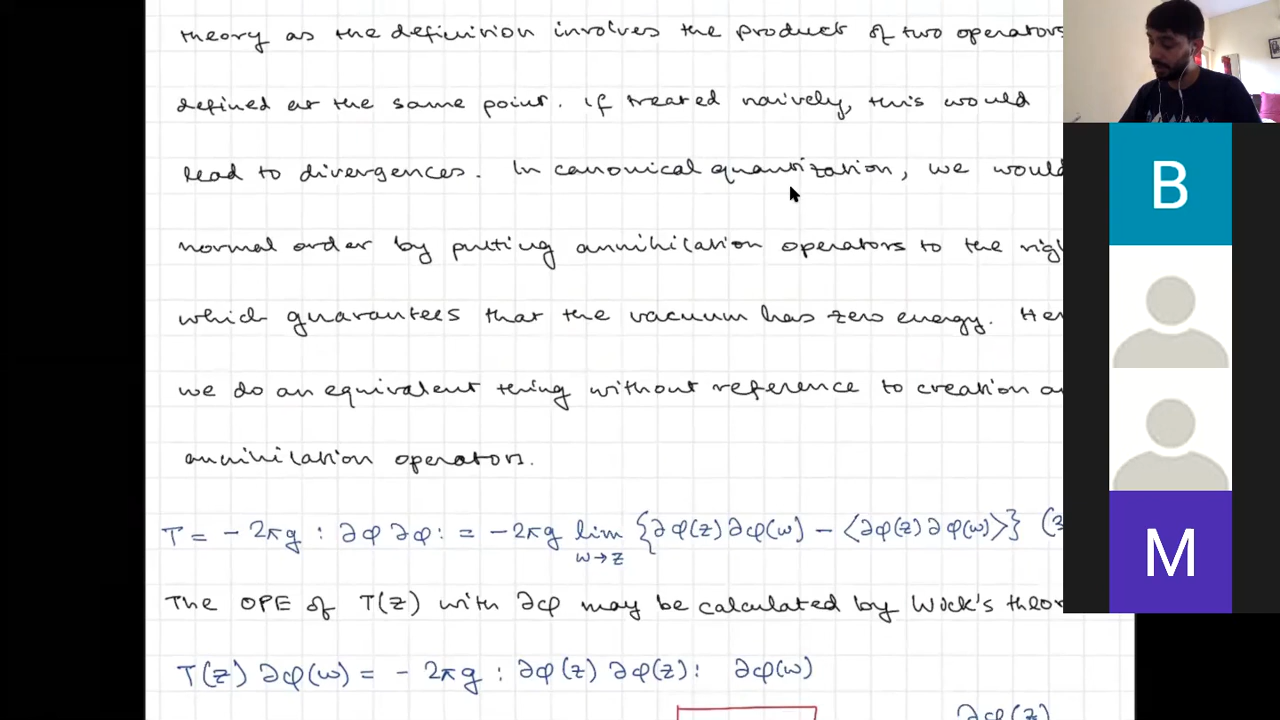 theory as the definition involves the product of two operators
defined at the same point. If treated naively, this would
lead to divergences. In canonical quantization, we would
normal order by putting annihilation operators to the
which guarantees that the vacuum has zero energy.
we do an equivalent thing without reference to creation
annihilation operators.
T = - 2πg : ∂φ ∂φ : = - 2πg lim {∂φ(z) ∂φ(w) - <∂φ(z) ∂φ(w)>}
w→z
The OPE of T(z) with ∂φ may be calculated by Wick's
T(z) ∂φ(w) = - 2πg : ∂φ(z) ∂φ(z) : ∂φ(w)
∂φ(z)
B
M